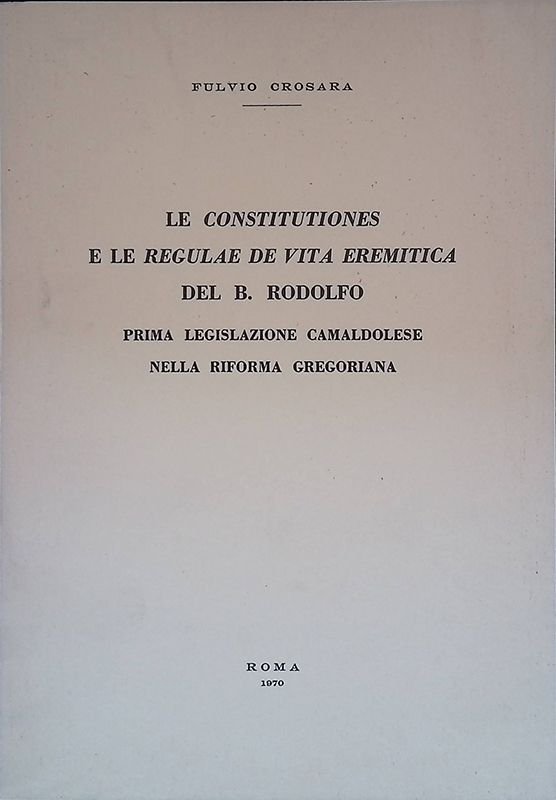 FULVIO CROSARA
LE CONSTITUTIONES
E LE REGULAE DE VITA EREMITICA
DEL B. RODOLFO
PRIMA LEGISLAZIONE CAMALDOLESE
NELLA RIFORMA GREGORIANA
ROMA
1970